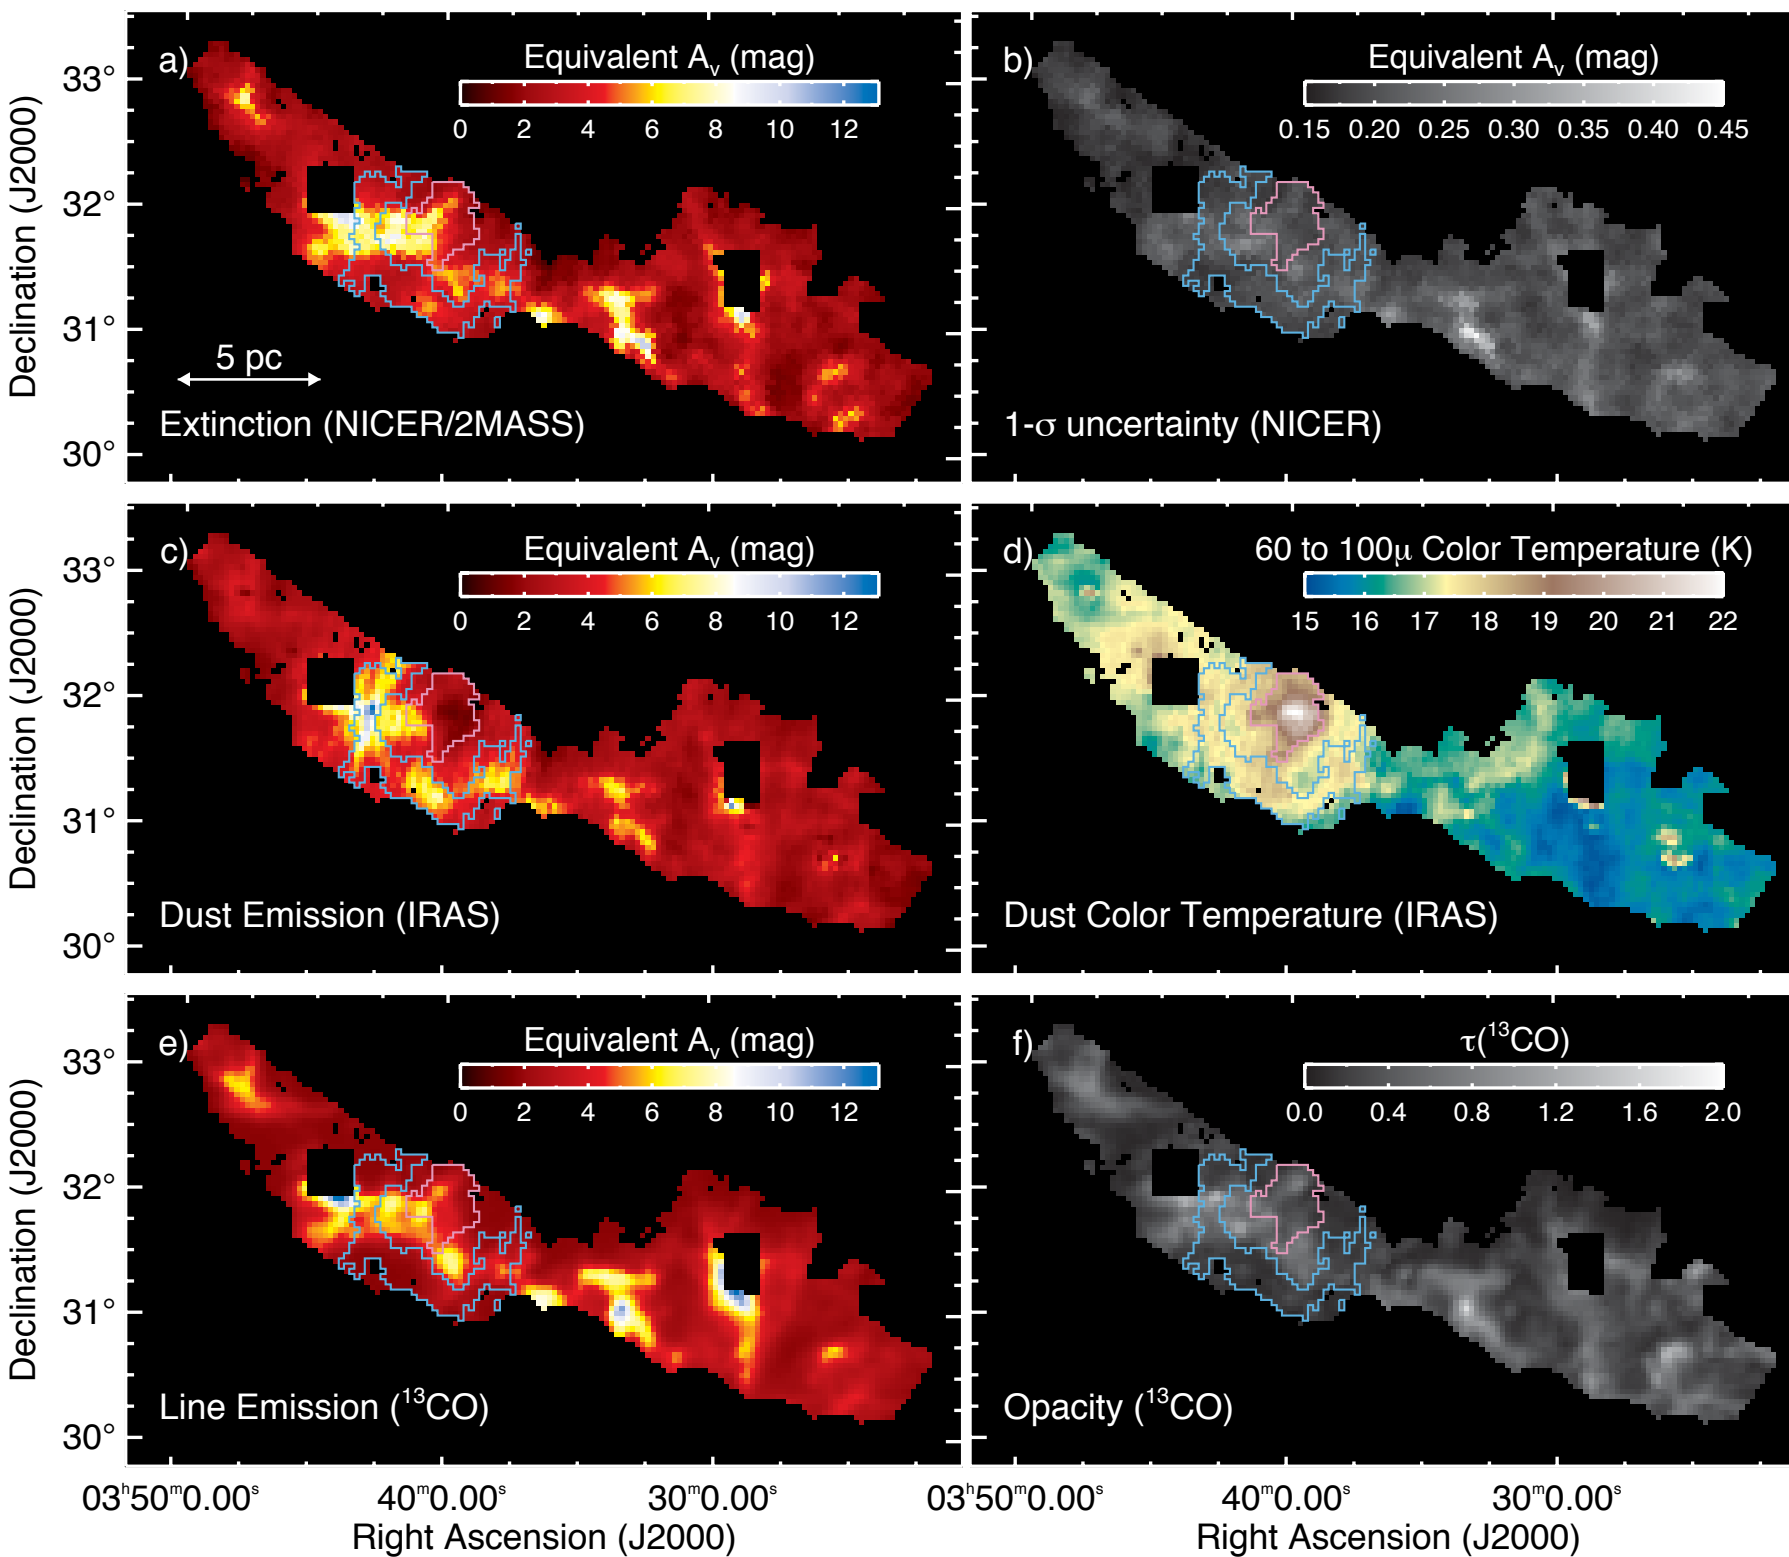 a) Equivalent Aᵥ (mag)
0 2 4 6 8 10 12
33°
32°
31°
30°
Declination (J2000)
5 pc
Extinction (NICER/2MASS)
b) Equivalent Aᵥ (mag)
0.15 0.20 0.25 0.30 0.35 0.40 0.45
1-σ uncertainty (NICER)
c) Equivalent Aᵥ (mag)
0 2 4 6 8 10 12
33°
32°
31°
30°
Declination (J2000)
Dust Emission (IRAS)
d) 60 to 100μ Color Temperature (K)
15 16 17 18 19 20 21 22
Dust Color Temperature (IRAS)
e) Equivalent Aᵥ (mag)
0 2 4 6 8 10 12
33°
32°
31°
30°
Declination (J2000)
Line Emission (¹³CO)
f) τ(¹³CO)
0.0 0.4 0.8 1.2 1.6 2.0
Opacity (¹³CO)
03ʰ50ᵐ0.00ˢ 40ᵐ0.00ˢ 30ᵐ0.00ˢ
Right Ascension (J2000)
03ʰ50ᵐ0.00ˢ 40ᵐ0.00ˢ 30ᵐ0.00ˢ
Right Ascension (J2000)